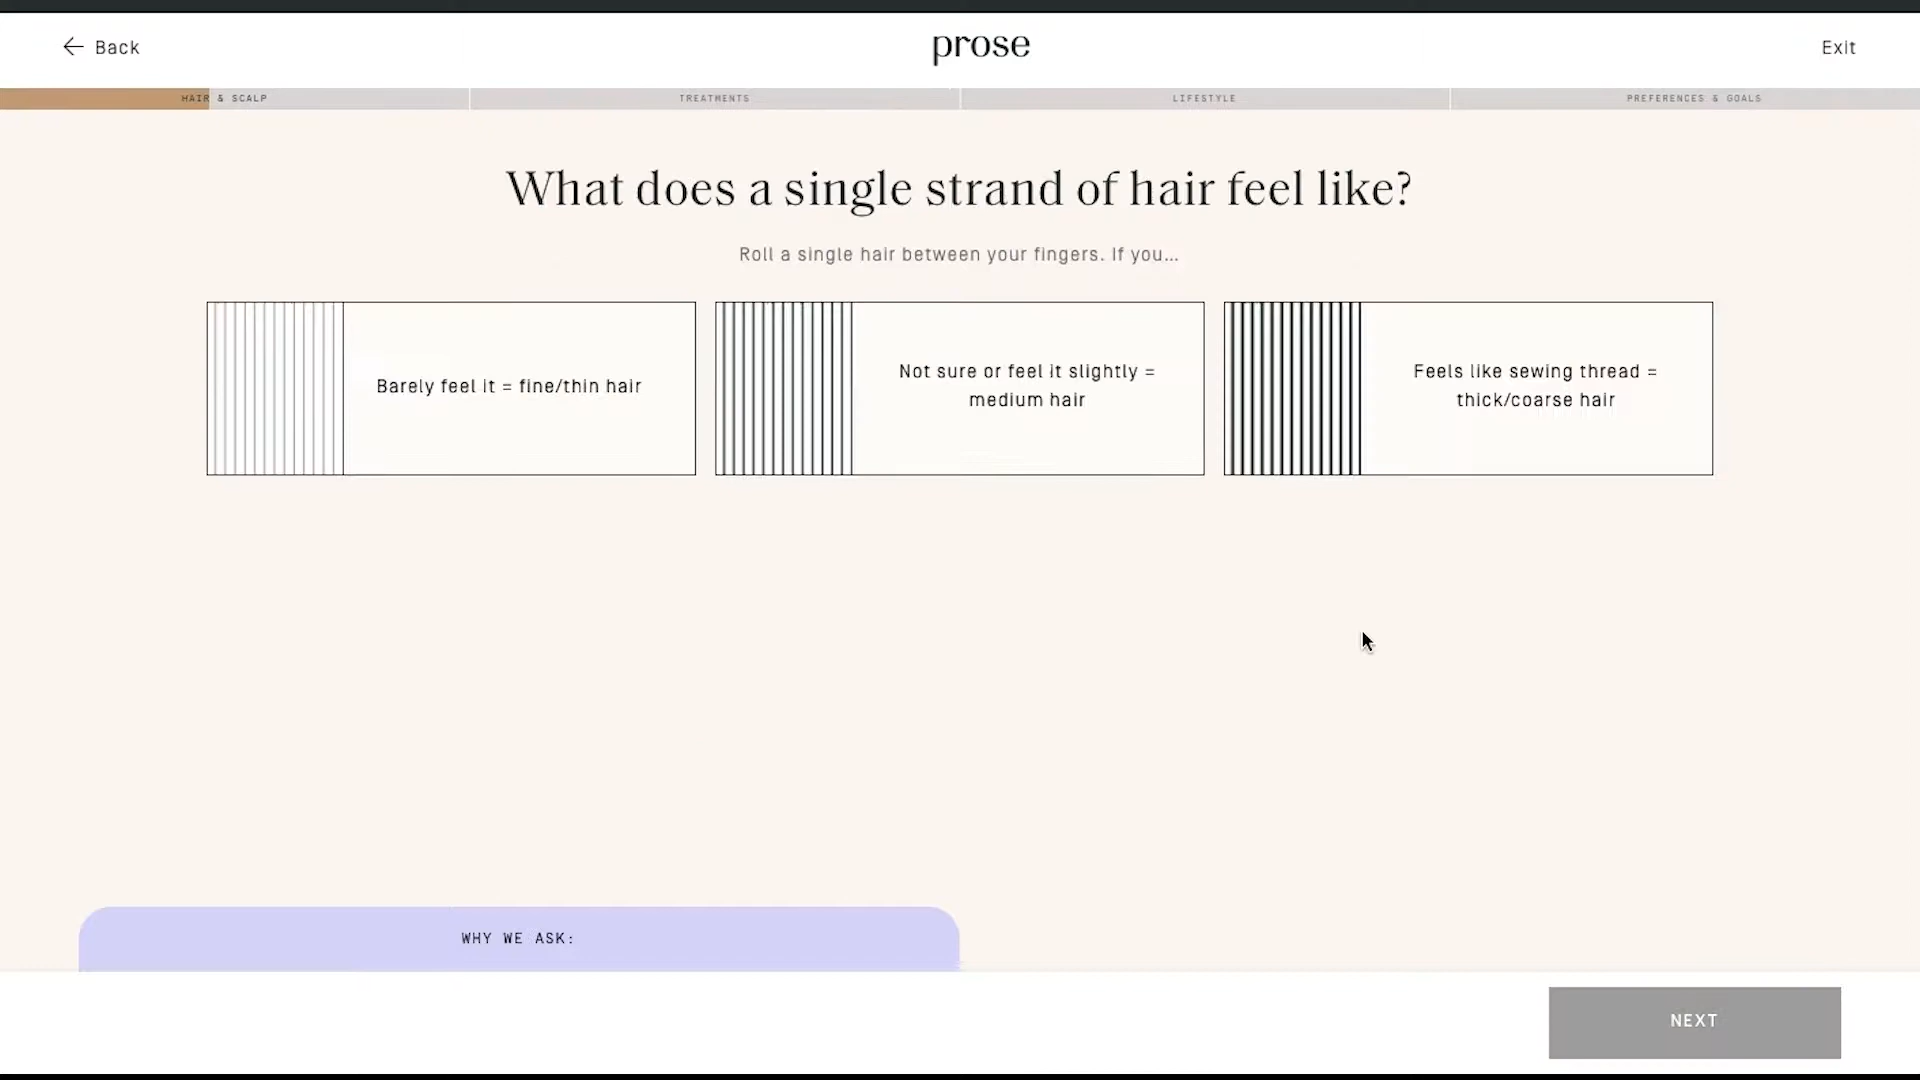 ← Back
prose
Exit
HAIR & SCALP
TREATMENTS
LIFESTYLE
PREFERENCES & GOALS
What does a single strand of hair feel like?
Roll a single hair between your fingers. If you...
Barely feel it = fine/thin hair
Not sure or feel it slightly =
medium hair
Feels like sewing thread =
thick/coarse hair
WHY WE ASK:
NEXT